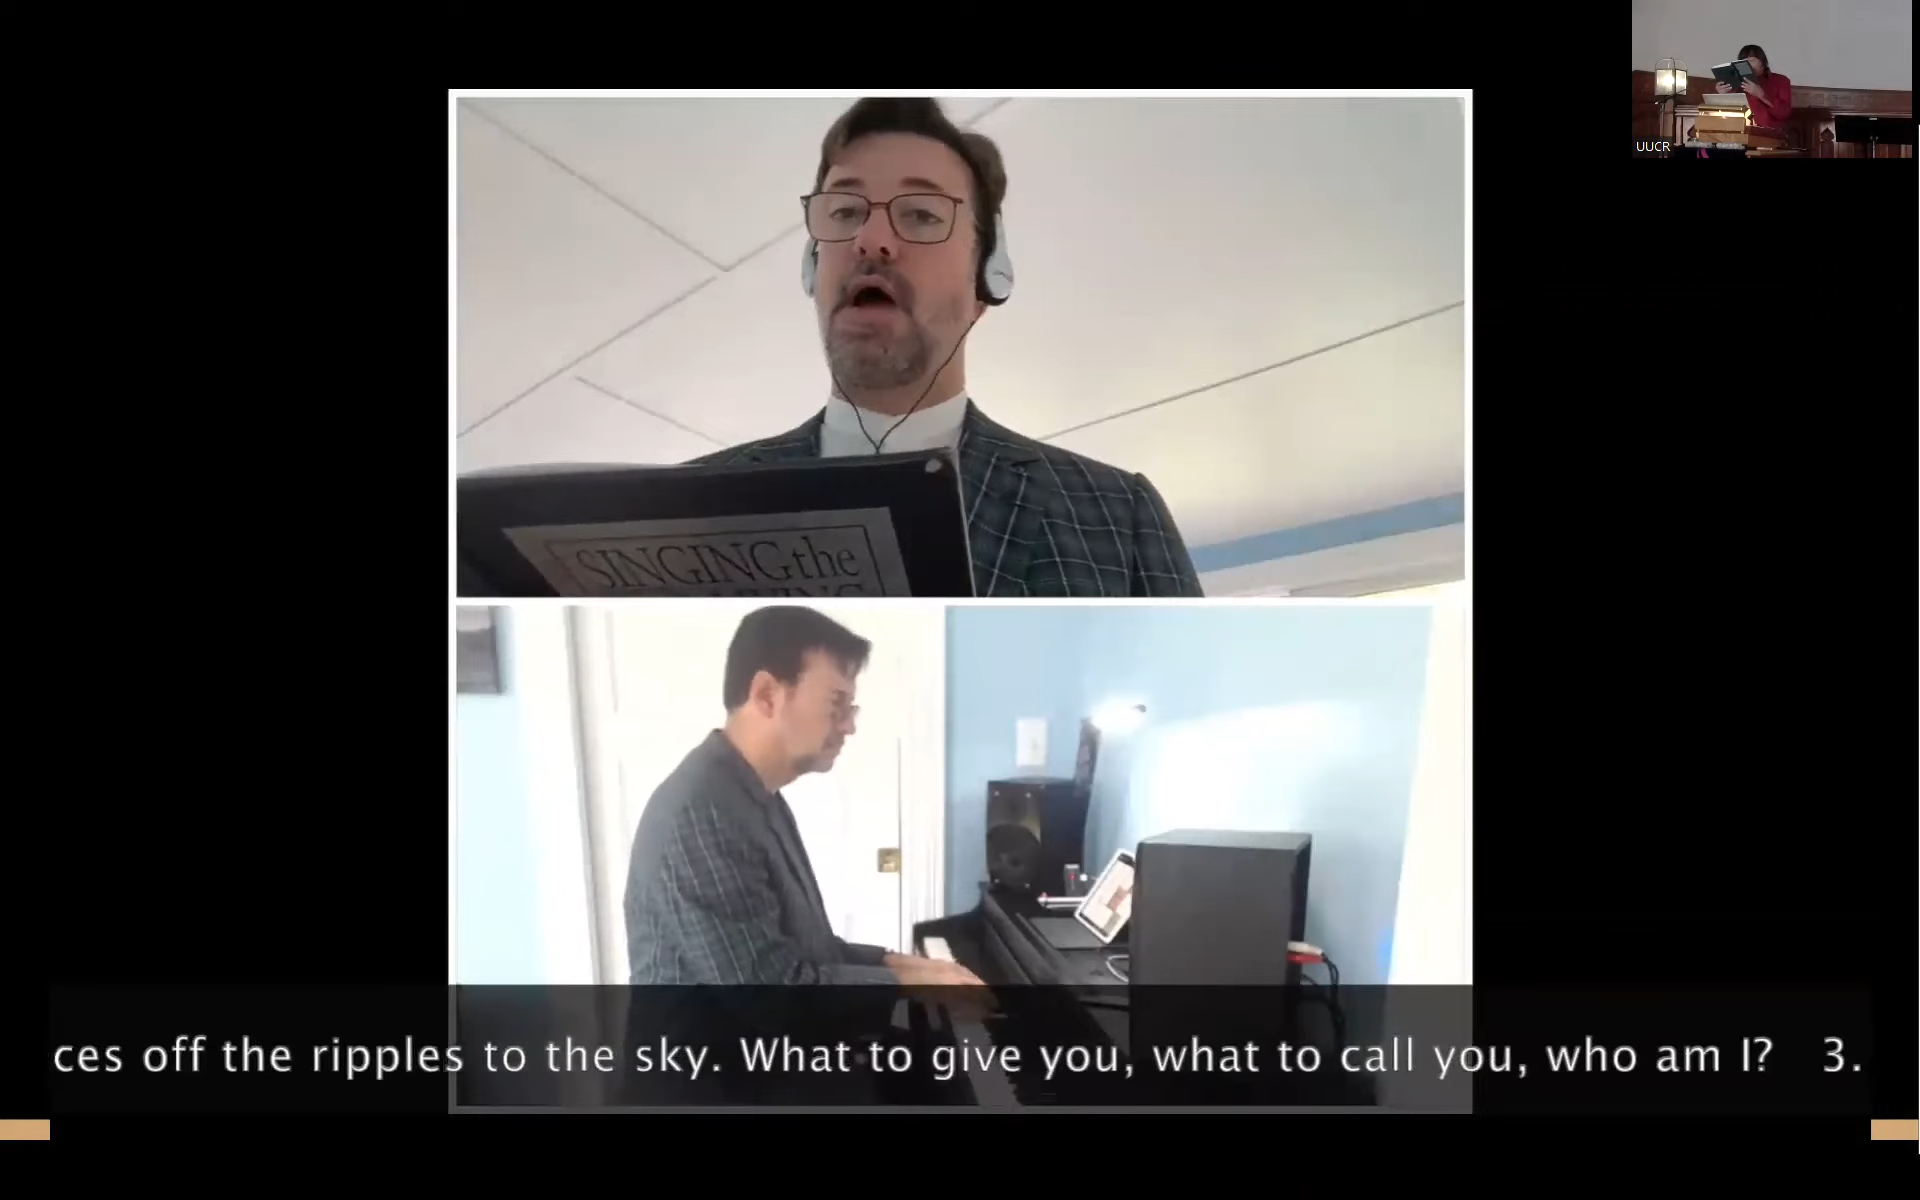 UUCR
SINGING the
LIVING
ces off the ripples to the sky. What to give you, what to call you, who am I? 3.